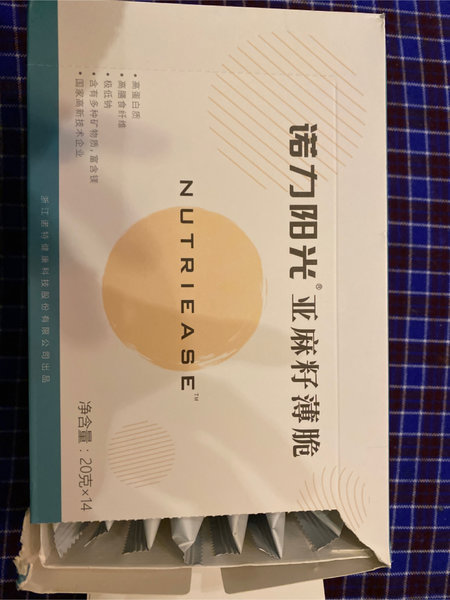 诺力阳光®亚麻籽薄脆
NUTRIEASE™
·高蛋白质
·高膳食纤维
·极低钠
·含有多种矿物质，富含镁
·国家高新技术企业
净含量：20克×14
浙江诺特健康科技股份有限公司出品